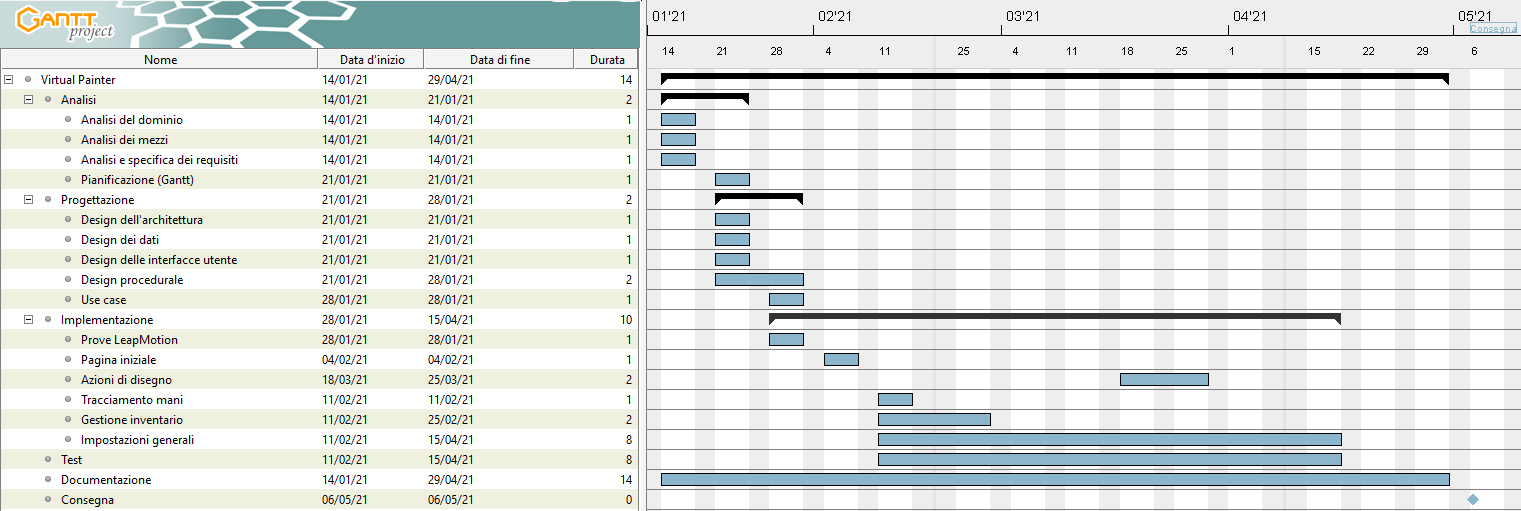 GANTT
project
01'21 02'21 03'21 04'21 05'21
Consegna
14 21 28 4 11 25 4 11 18 25 1 15 22 29 6
Nome Data d'inizio Data di fine Durata
Virtual Painter 14/01/21 29/04/21 14
Analisi 14/01/21 21/01/21 2
Analisi del dominio 14/01/21 14/01/21 1
Analisi dei mezzi 14/01/21 14/01/21 1
Analisi e specifica dei requisiti 14/01/21 14/01/21 1
Pianificazione (Gantt) 21/01/21 21/01/21 1
Progettazione 21/01/21 28/01/21 2
Design dell'architettura 21/01/21 21/01/21 1
Design dei dati 21/01/21 21/01/21 1
Design delle interfacce utente 21/01/21 21/01/21 1
Design procedurale 21/01/21 28/01/21 2
Use case 28/01/21 28/01/21 1
Implementazione 28/01/21 15/04/21 10
Prove LeapMotion 28/01/21 28/01/21 1
Pagina iniziale 04/02/21 04/02/21 1
Azioni di disegno 18/03/21 25/03/21 2
Tracciamento mani 11/02/21 11/02/21 1
Gestione inventario 11/02/21 25/02/21 2
Impostazioni generali 11/02/21 15/04/21 8
Test 11/02/21 15/04/21 8
Documentazione 14/01/21 29/04/21 14
Consegna 06/05/21 06/05/21 0